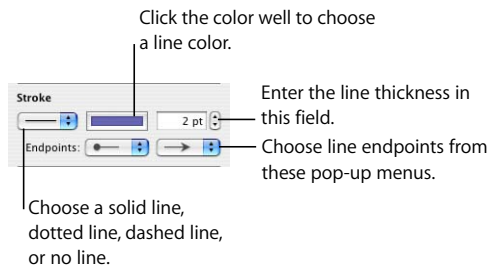 Click the color well to choose
a line color.
Stroke
2 pt
Endpoints:
Enter the line thickness in
this field.
Choose line endpoints from
these pop-up menus.
Choose a solid line,
dotted line, dashed line,
or no line.